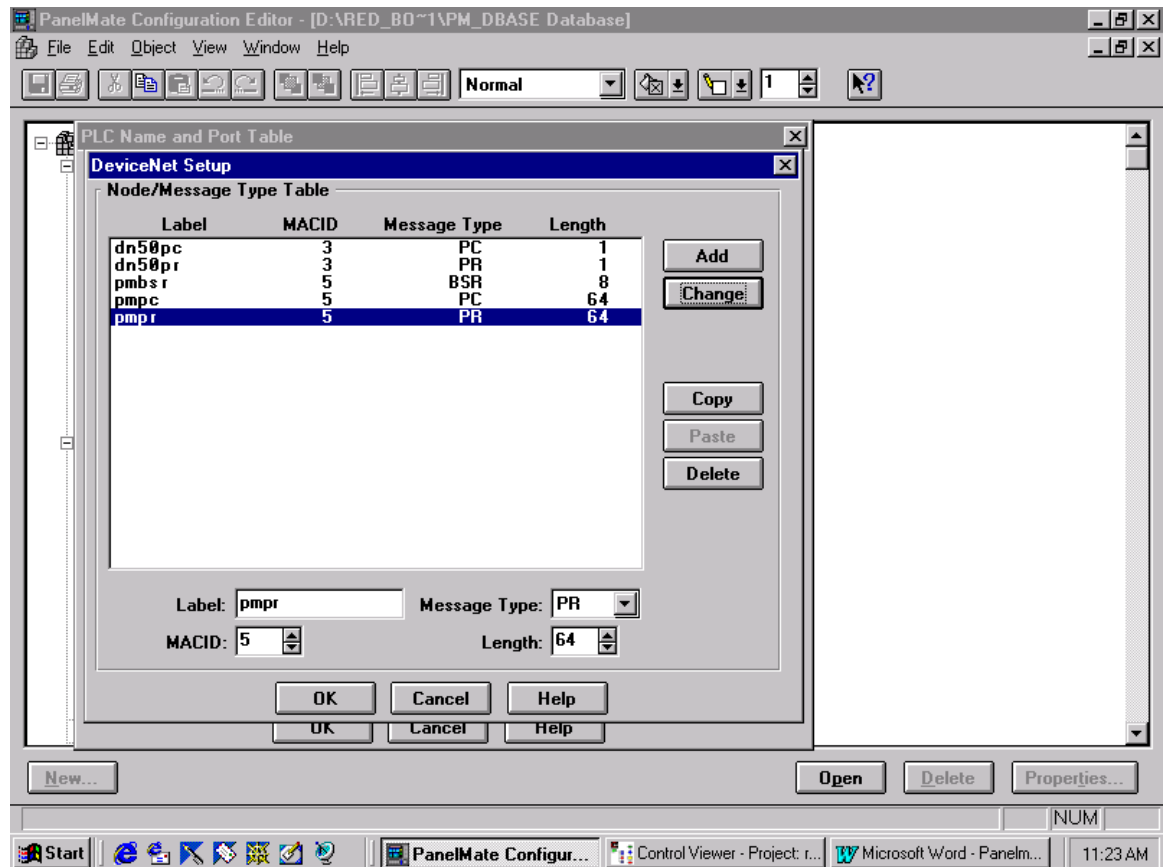 PanelMate Configuration Editor - [D:\RED_BO~1\PM_DBASE Database]
File Edit Object View Window Help
Normal 1
PLC Name and Port Table
DeviceNet Setup
Node/Message Type Table
Label MACID Message Type Length
dn50pc 3 PC 1
dn50pr 3 PR 1
pmbsr 5 BSR 8
pmpc 5 PC 64
pmpr 5 PR 64
Add
Change
Copy
Paste
Delete
Label: pmpr Message Type: PR
MACID: 5 Length: 64
OK Cancel Help
OK Cancel Help
New... Open Delete Properties...
NUM
Start PanelMate Configur... Control Viewer - Project: r... Microsoft Word - Panelm... 11:23 AM